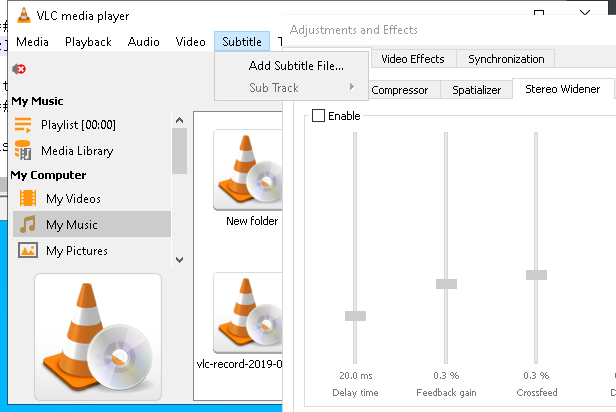 VLC media player
Adjustments and Effects
Media Playback Audio Video Subtitle
Add Subtitle File...
Sub Track
Video Effects Synchronization
Compressor Spatializer Stereo Widener
Enable
My Music
Playlist [00:00]
Media Library
My Computer
My Videos
My Music
My Pictures
New folder
vlc-record-2019-0
20.0 ms 0.3 % 0.3 %
Delay time Feedback gain Crossfeed